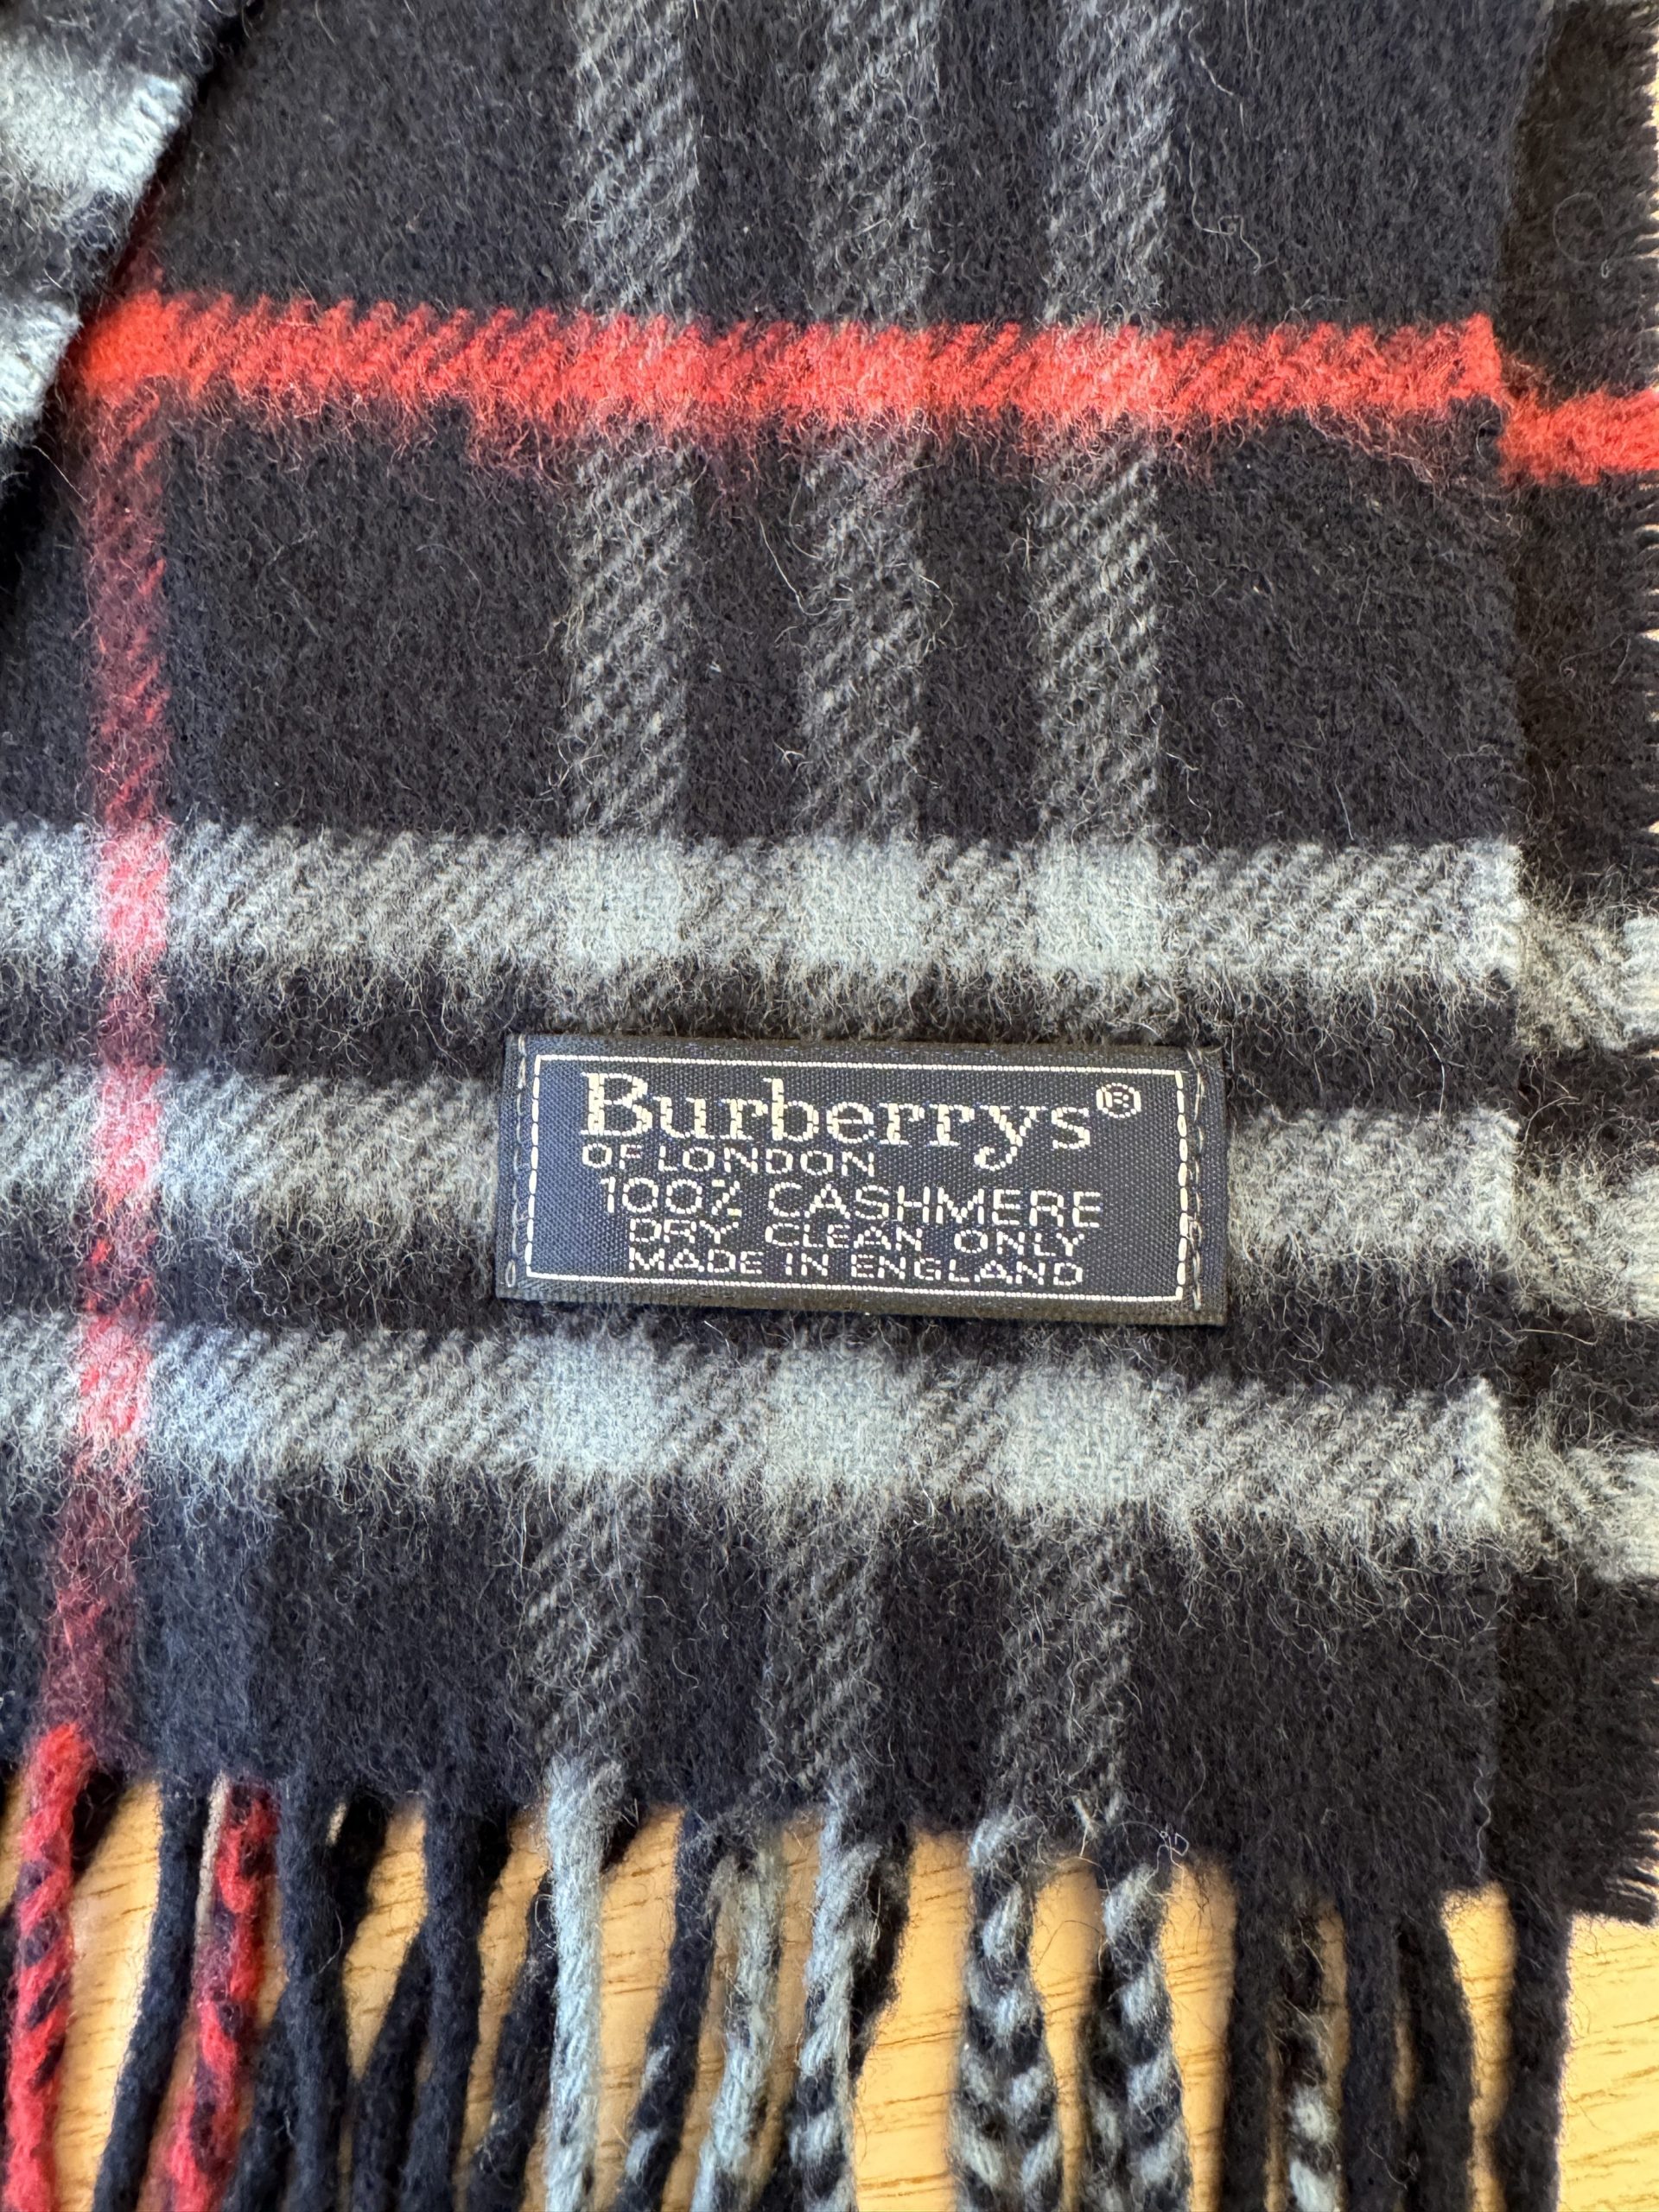 Burberrys®
OF LONDON
100% CASHMERE
DRY CLEAN ONLY
MADE IN ENGLAND